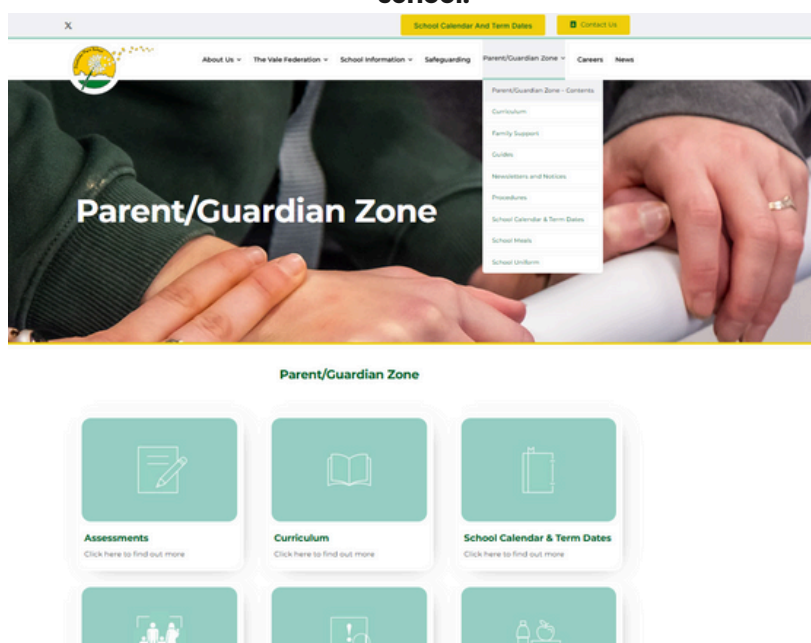 school.
X
School Calendar And Term Dates
Contact Us
About Us
The Vale Federation
School Information
Safeguarding
Parent/Guardian Zone
Careers
News
Parent/Guardian Zone - Contents
Curriculum
Family Support
Guides
Newsletters and Notices
Procedures
School Calendar & Term Dates
School Meals
School Uniform
Parent/Guardian Zone
Parent/Guardian Zone
Assessments
Click here to find out more
Curriculum
Click here to find out more
School Calendar & Term Dates
Click here to find out more